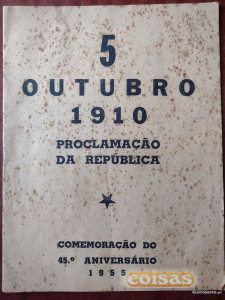 5
OUTUBRO
1910
PROCLAMAÇÃO
DA REPÚBLICA
COMEMORAÇÃO DO
45.º ANIVERSÁRIO
1955
coisas